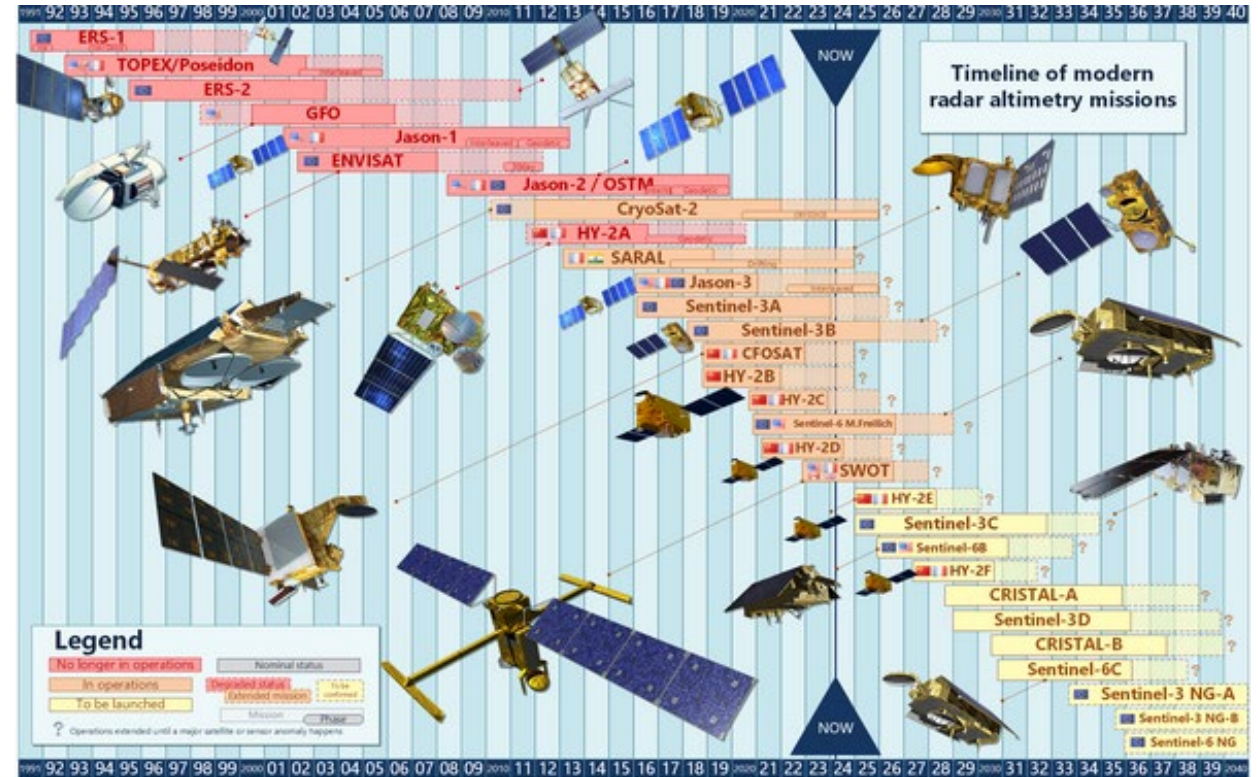 1991 92 93 94 95 96 97 98 99 2000 01 02 03 04 05 06 07 08 09 2010 11 12 13 14 15 16 17 18 19 2020 21 22 23 24 25 26 27 28 29 2030 31 32 33 34 35 36 37 38 39 40
ERS-1
TOPEX/Poseidon
Interleaved
ERS-2
GFO
Jason-1
Interleaved
Geodetic
ENVISAT
Jason-2 / OSTM
Geodetic
CryoSat-2
HY-2A
Geodetic
SARAL
Drifting
?
Jason-3
Interleaved
?
Sentinel-3A
?
Sentinel-3B
?
CFOSAT
?
HY-2B
?
HY-2C
?
Sentinel-6 M.Freilich
?
HY-2D
?
SWOT
?
HY-2E
?
Sentinel-3C
?
Sentinel-6B
?
HY-2F
?
CRISTAL-A
?
Sentinel-3D
?
CRISTAL-B
?
Sentinel-6C
?
Sentinel-3 NG-A
Sentinel-3 NG-B
Sentinel-6 NG
NOW
Timeline of modern
radar altimetry missions
Legend
No longer in operations
In operations
To be launched
Nominal status
Degraded status
Extended mission
To be
confirmed
Mission
Phase
? Operations extended until a major satellite or sensor anomaly happens
NOW
1991 92 93 94 95 96 97 98 99 2000 01 02 03 04 05 06 07 08 09 2010 11 12 13 14 15 16 17 18 19 2020 21 22 23 24 25 26 27 28 29 2030 31 32 33 34 35 36 37 38 39 2040